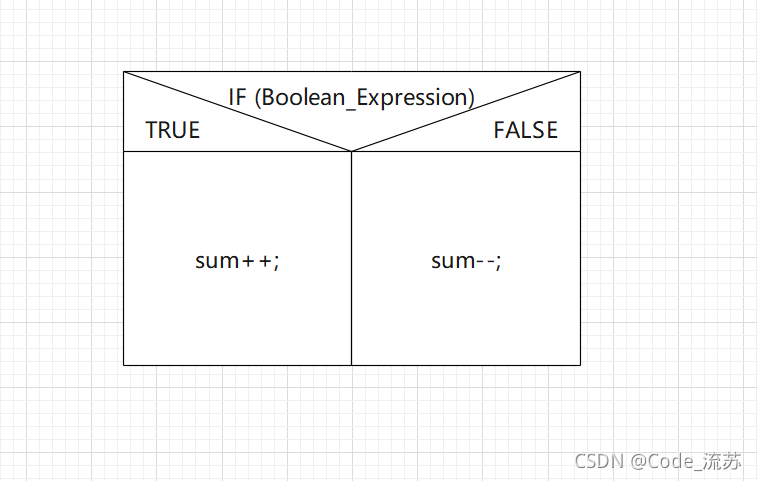 IF (Boolean_Expression)
TRUE
FALSE
sum++;
sum--;
CSDN @Code_流苏